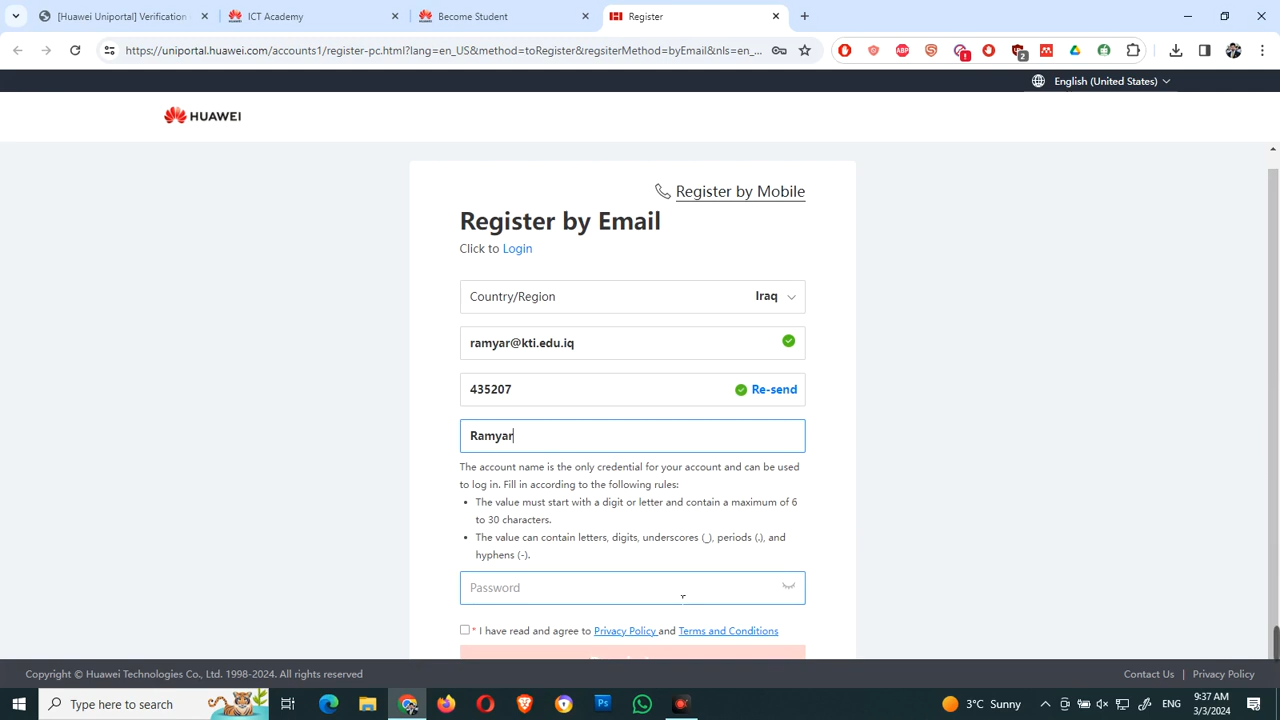 [Huawei Uniportal] Verification
ICT Academy
Become Student
Register
https://uniportal.huawei.com/accounts1/register-pc.html?lang=en_US&method=toRegister&regsiterMethod=byEmail&nls=en_...
ABP
1
2
English (United States)
HUAWEI
Register by Mobile
Register by Email
Click to Login
Country/Region Iraq
ramyar@kti.edu.iq
435207 Re-send
Ramyar
The account name is the only credential for your account and can be used
to log in. Fill in according to the following rules:
• The value must start with a digit or letter and contain a maximum of 6
to 30 characters.
• The value can contain letters, digits, underscores (_), periods (.), and
hyphens (-).
Password
* I have read and agree to Privacy Policy and Terms and Conditions
Copyright © Huawei Technologies Co., Ltd. 1998-2024. All rights reserved
Contact Us | Privacy Policy
Type here to search
Ps
3°C Sunny
ENG
9:37 AM
3/3/2024